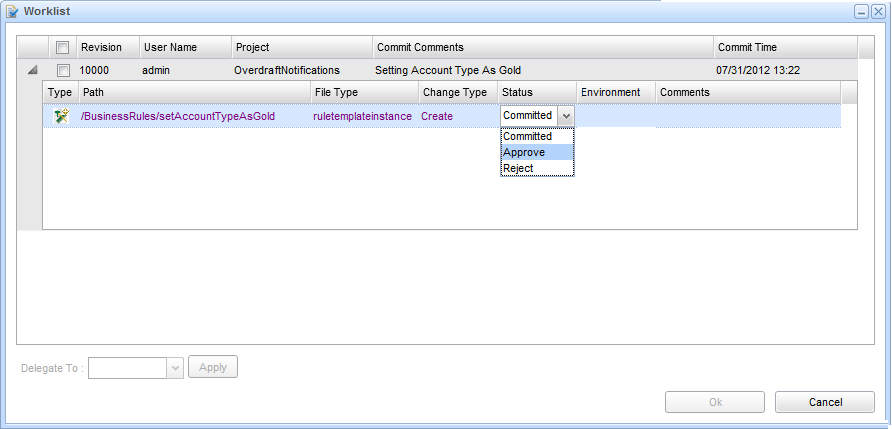 Worklist
Revision User Name Project Commit Comments Commit Time
10000 admin OverdraftNotifications Setting Account Type As Gold 07/31/2012 13:22
Type Path File Type Change Type Status Environment Comments
/BusinessRules/setAccountTypeAsGold ruletemplateinstance Create Committed
Committed
Approve
Reject
Delegate To : Apply
Ok Cancel